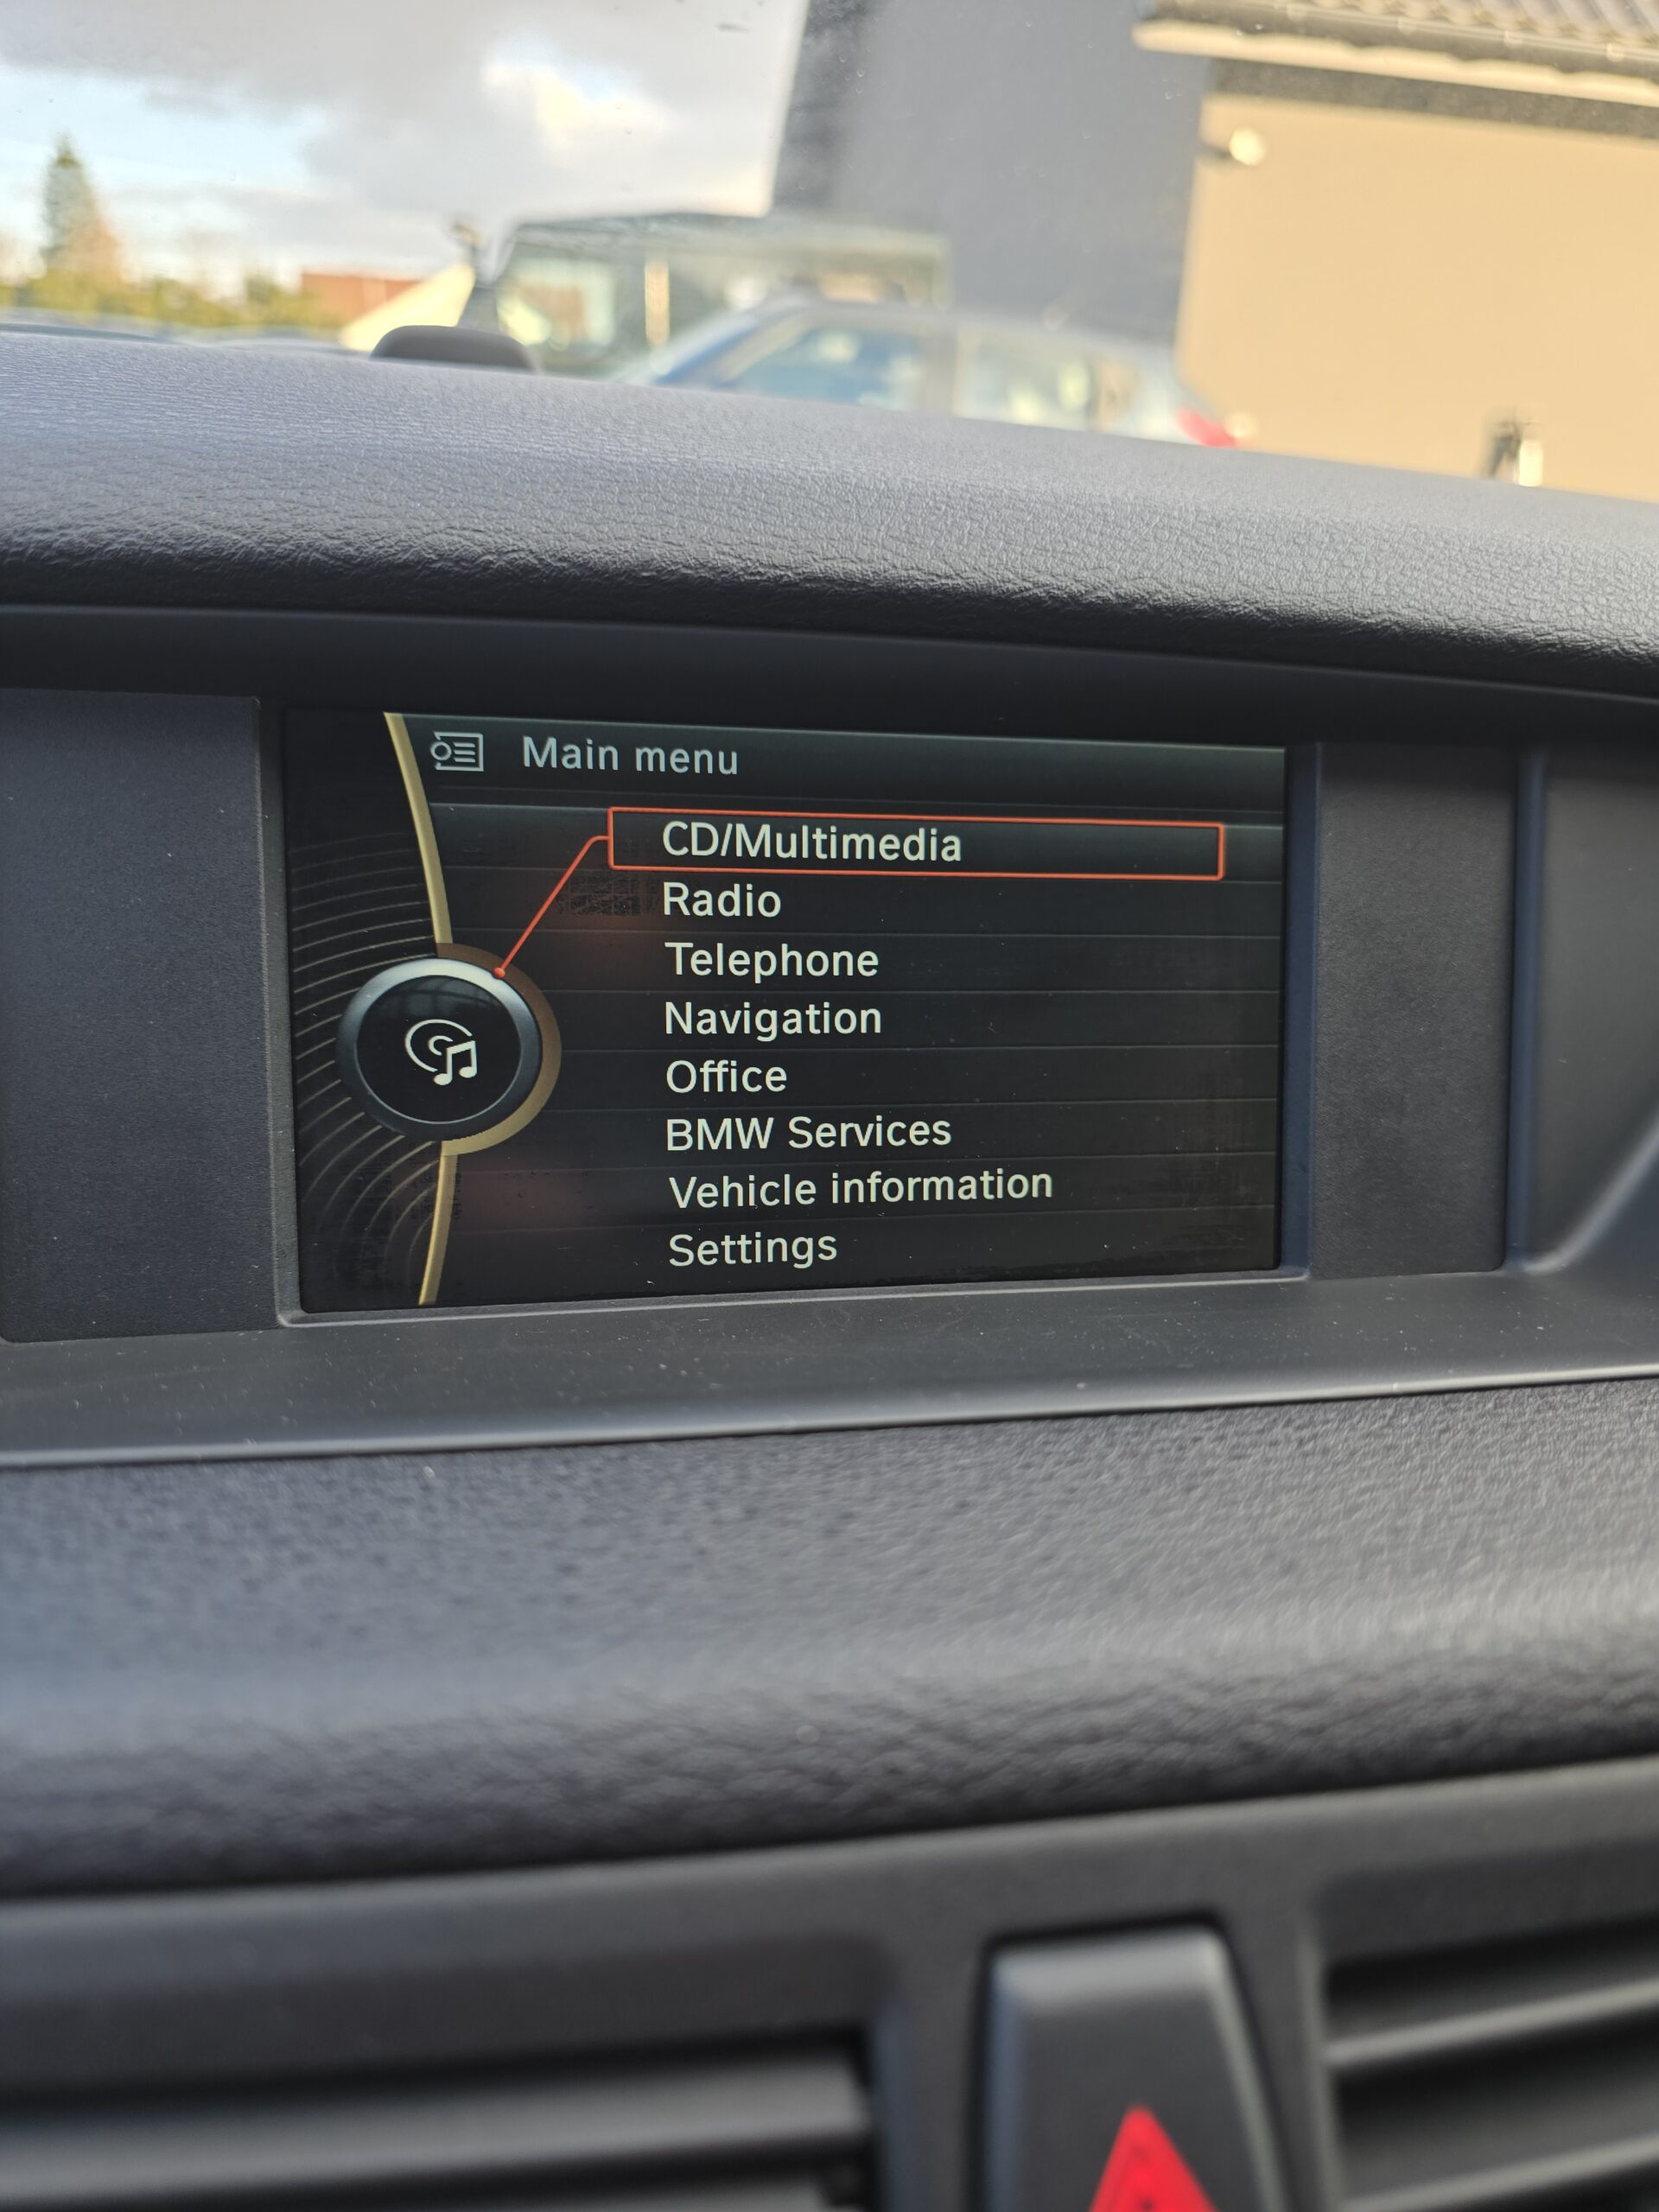 Main menu
CD/Multimedia
Radio
Telephone
Navigation
Office
BMW Services
Vehicle information
Settings